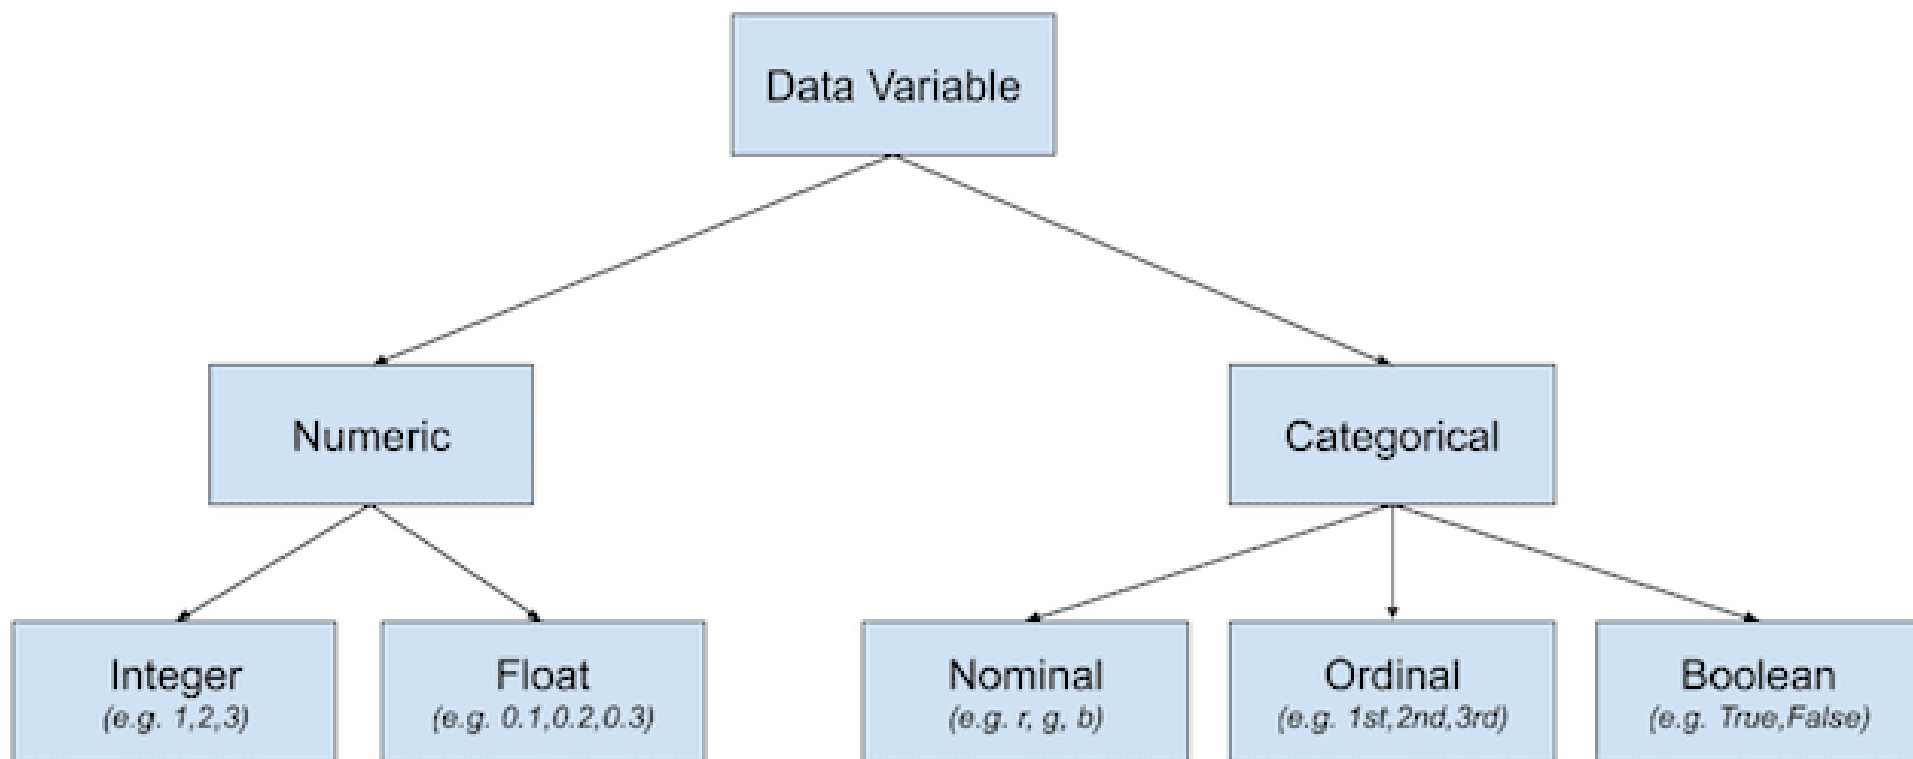 Data Variable
Numeric
Categorical
Integer
(e.g. 1,2,3)
Float
(e.g. 0.1,0.2,0.3)
Nominal
(e.g. r, g, b)
Ordinal
(e.g. 1st,2nd,3rd)
Boolean
(e.g. True,False)